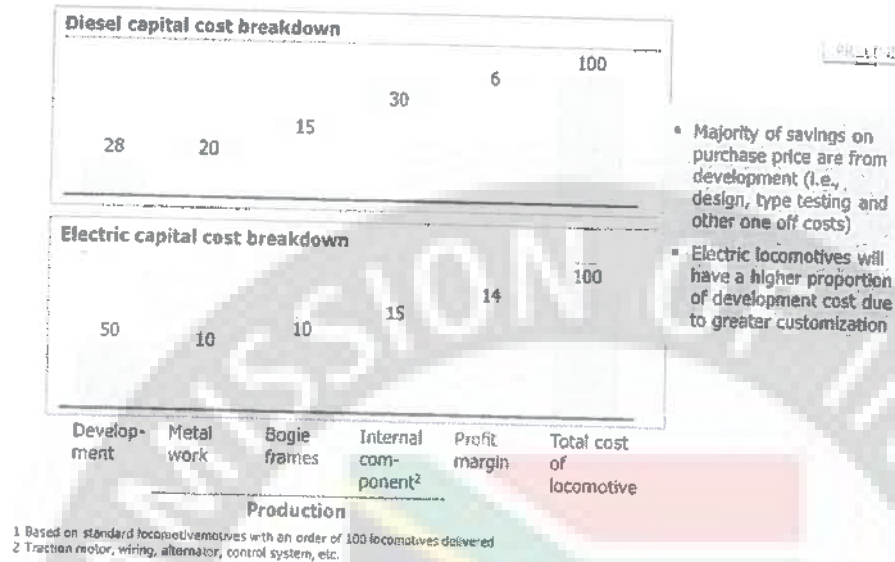 Diesel capital cost breakdown
28
20
15
30
6
100
Electric capital cost breakdown
50
10
10
15
14
100
Develop-
ment
Metal
work
Bogie
frames
Internal
com-
ponent²
Profit
margin
Total cost
of
locomotive
Production
▪ Majority of savings on
purchase price are from
development (i.e.,
design, type testing and
other one off costs)
▪ Electric locomotives will
have a higher proportion
of development cost due
to greater customization
1 Based on standard locomotivemotives with an order of 100 locomotives delivered
2 Traction motor, wiring, alternator, control system, etc.
MISSION OF